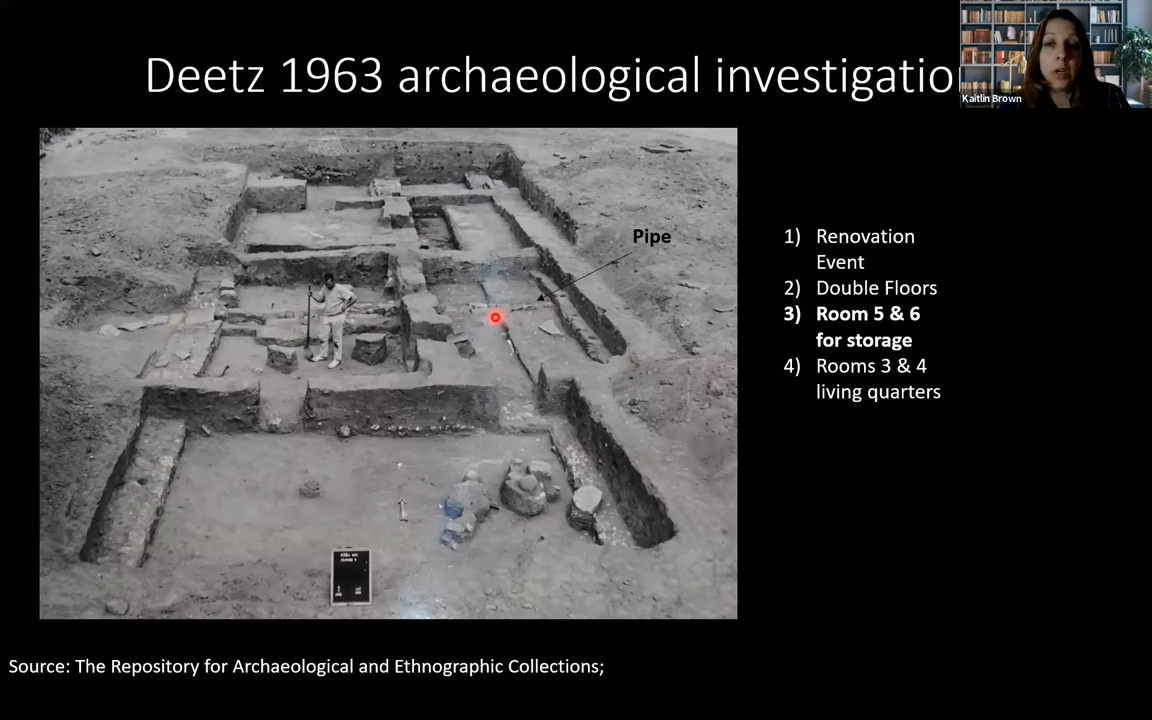 Deetz 1963 archaeological investigatio
Kaitlin Brown
Pipe
1) Renovation
Event
2) Double Floors
3) Room 5 & 6
for storage
4) Rooms 3 & 4
living quarters
Source: The Repository for Archaeological and Ethnographic Collections;